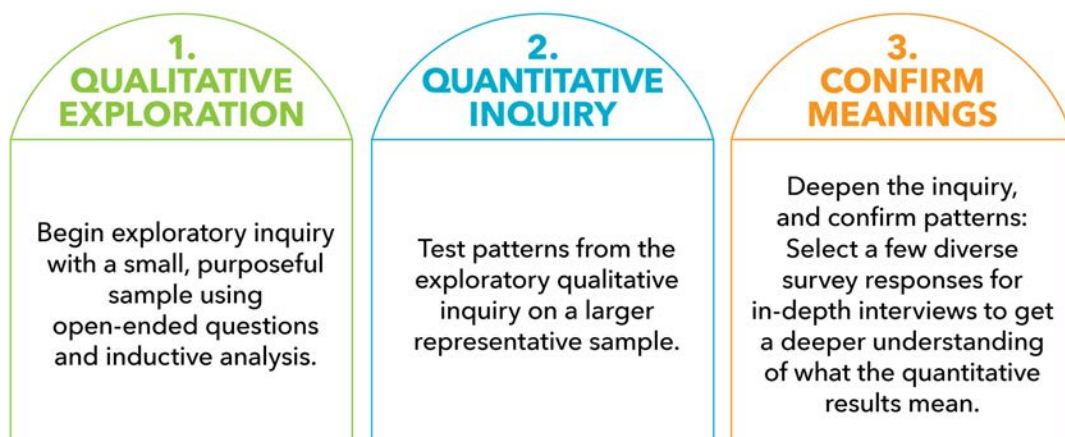 1.
QUALITATIVE
EXPLORATION
Begin exploratory inquiry
with a small, purposeful
sample using
open-ended questions
and inductive analysis.
2.
QUANTITATIVE
INQUIRY
Test patterns from the
exploratory qualitative
inquiry on a larger
representative sample.
3.
CONFIRM
MEANINGS
Deepen the inquiry,
and confirm patterns:
Select a few diverse
survey responses for
in-depth interviews to get
a deeper understanding
of what the quantitative
results mean.